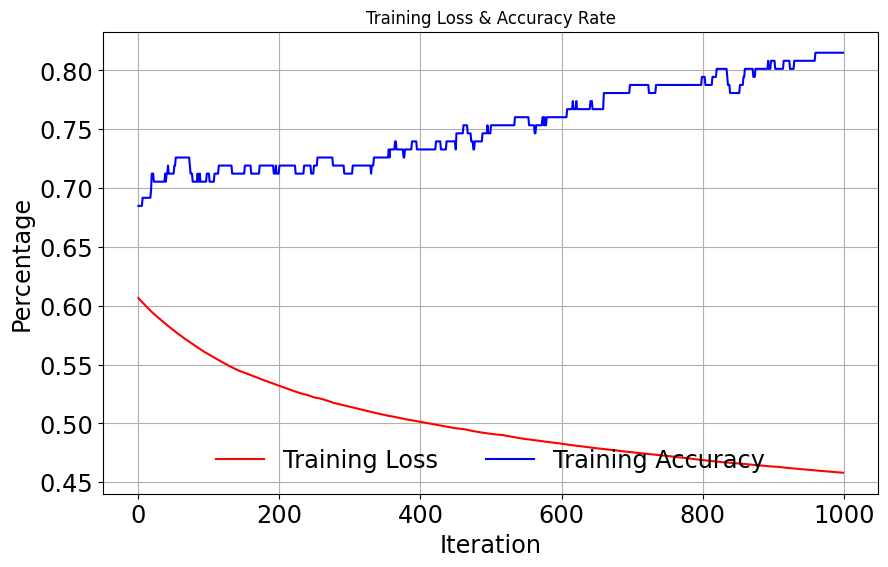 Training Loss & Accuracy Rate
0.80
0.75
0.70
0.65
0.60
0.55
0.50
0.45
Percentage
Training Loss
Training Accuracy
0
200
400
600
800
1000
Iteration